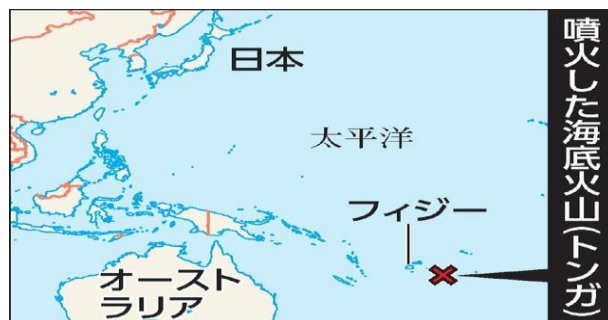 噴火した海底火山(トンガ)
日本
太平洋
フィジー
オースト
ラリア